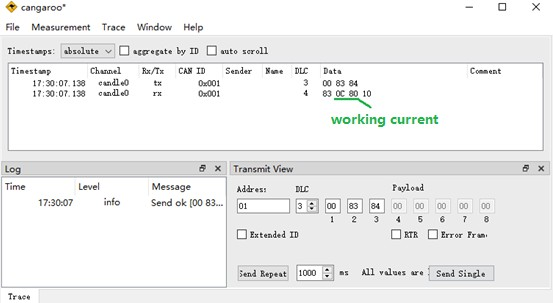 cangaroo*
File Measurement Trace Window Help
Timestamps: absolute aggregate by ID auto scroll
Timestamp Channel Rx/Tx CAN ID Sender Name DLC Data Comment
17:30:07.138 candle0 tx 0x001 3 00 83 84
17:30:07.138 candle0 rx 0x001 4 83 0C 80 10
working current
Log
Time Level Message
17:30:07 info Send ok [00 83...
Transmit View
Address: DLC Payload
01 3 00 83 84 00 00 00 00 00
1 2 3 4 5 6 7 8
Extended ID RTR Error Frame
Send Repeat 1000 ms All values are Send Single
Trace